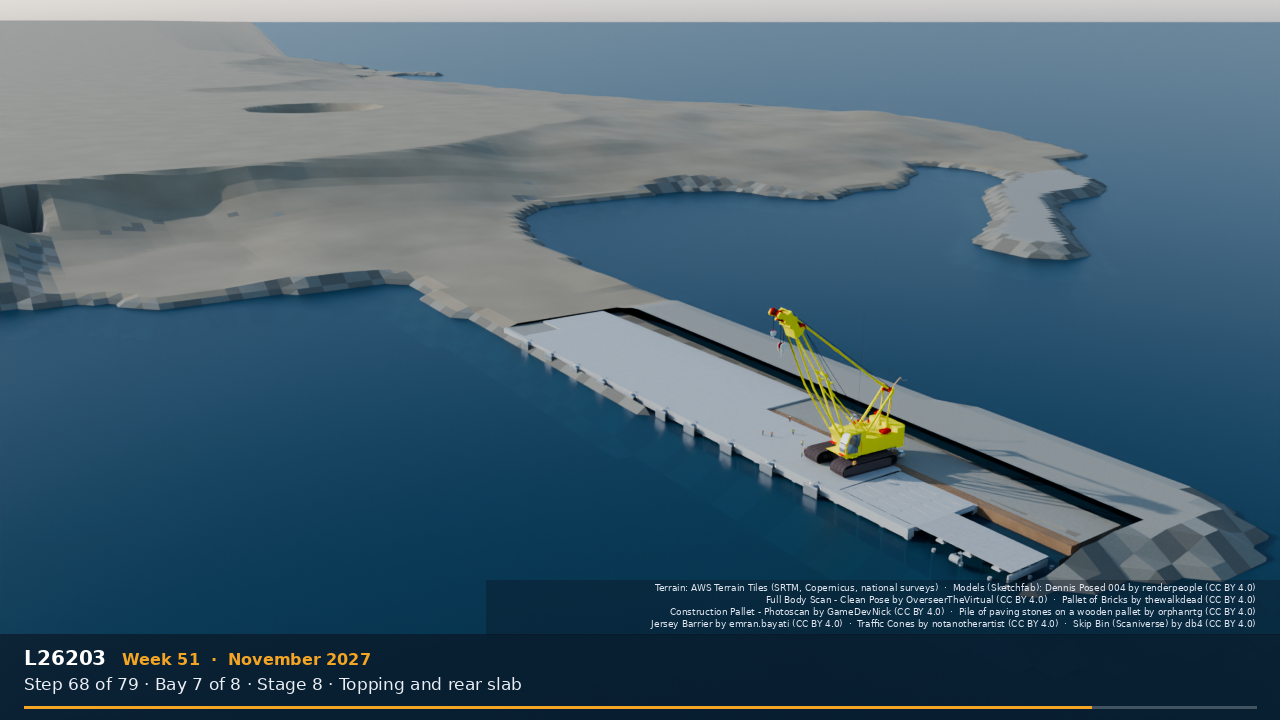 Terrain: AWS Terrain Tiles (SRTM, Copernicus, national surveys) · Models (Sketchfab): Dennis Posed 004 by renderpeople (CC BY 4.0)
Full Body Scan - Clean Pose by OverseerTheVirtual (CC BY 4.0) · Pallet of Bricks by thewalkdead (CC BY 4.0)
Construction Pallet - Photoscan by GameDevNick (CC BY 4.0) · Pile of paving stones on a wooden pallet by orphanrtg (CC BY 4.0)
Jersey Barrier by emran.bayati (CC BY 4.0) · Traffic Cones by notanotherartist (CC BY 4.0) · Skip Bin (Scaniverse) by db4 (CC BY 4.0)
L26203 Week 51 · November 2027
Step 68 of 79 · Bay 7 of 8 · Stage 8 · Topping and rear slab